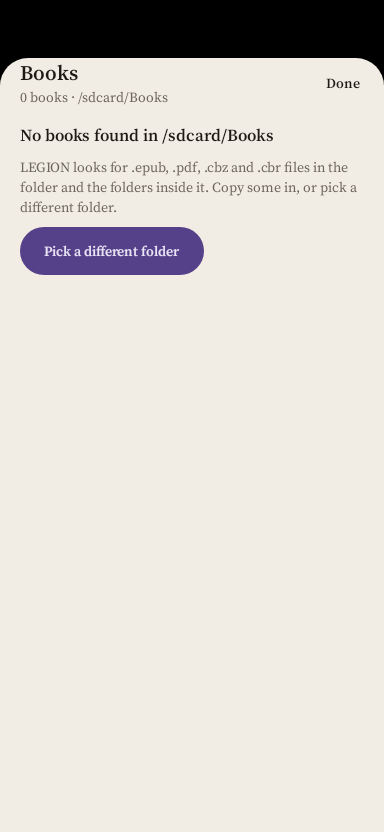 Books
0 books · /sdcard/Books
Done
No books found in /sdcard/Books
LEGION looks for .epub, .pdf, .cbz and .cbr files in the
folder and the folders inside it. Copy some in, or pick a
different folder.
Pick a different folder